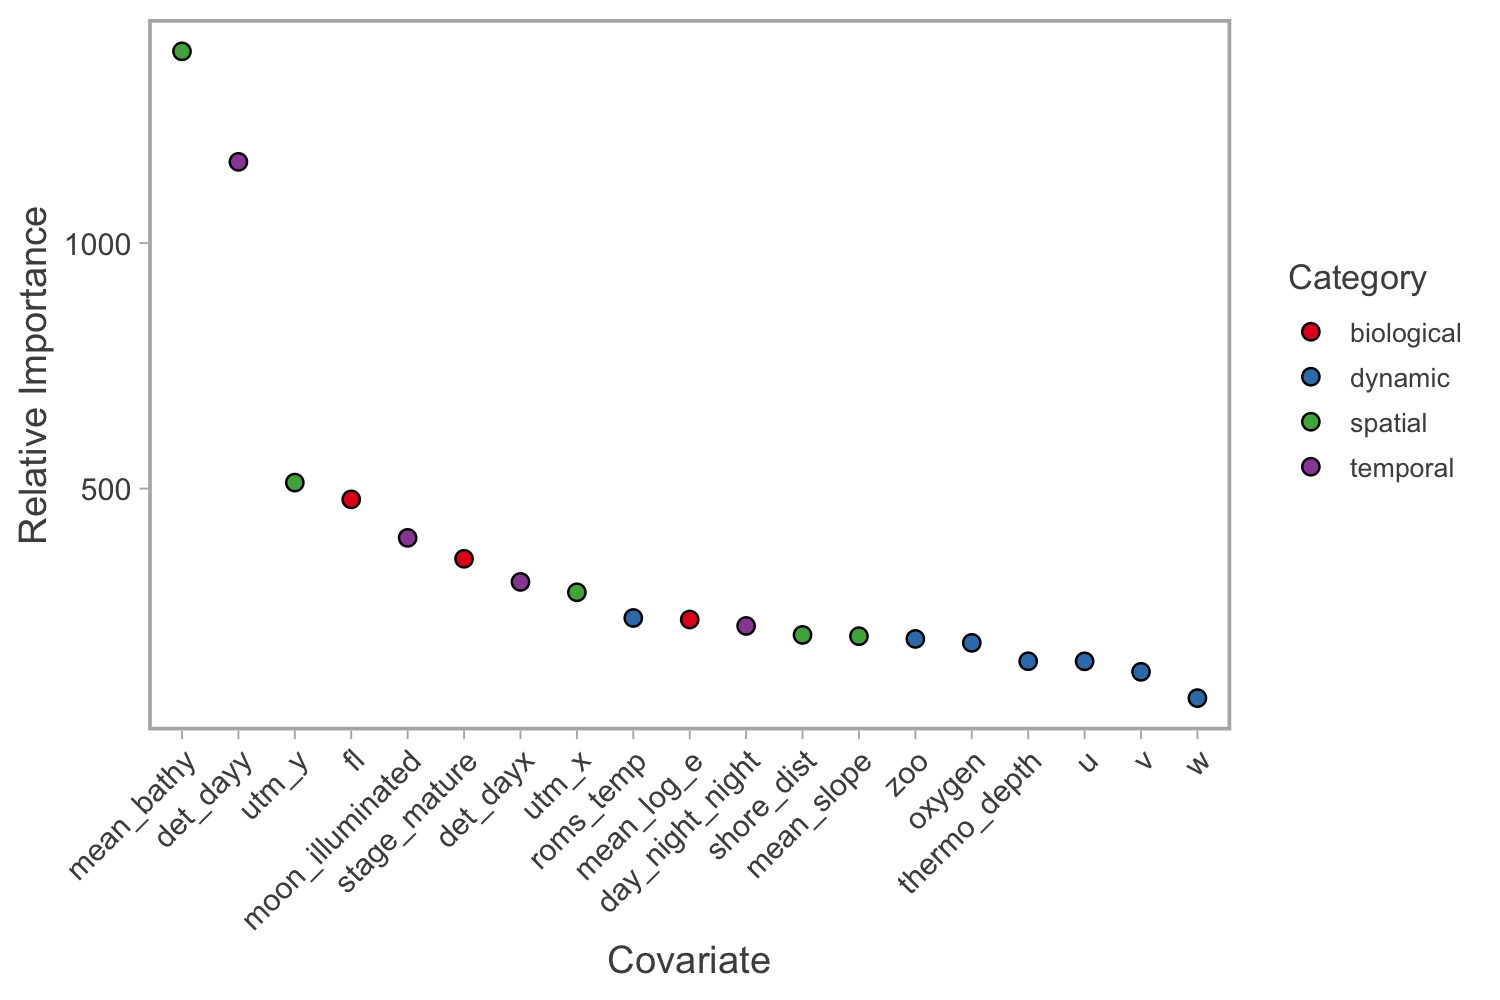 Relative Importance
1000
500
mean_bathy
det_dayy
utm_y
fl
moon_illuminated
stage_mature
det_dayx
utm_x
roms_temp
mean_log_e
day_night_night
shore_dist
mean_slope
zoo
oxygen
thermo_depth
u
v
w
Covariate
Category
biological
dynamic
spatial
temporal